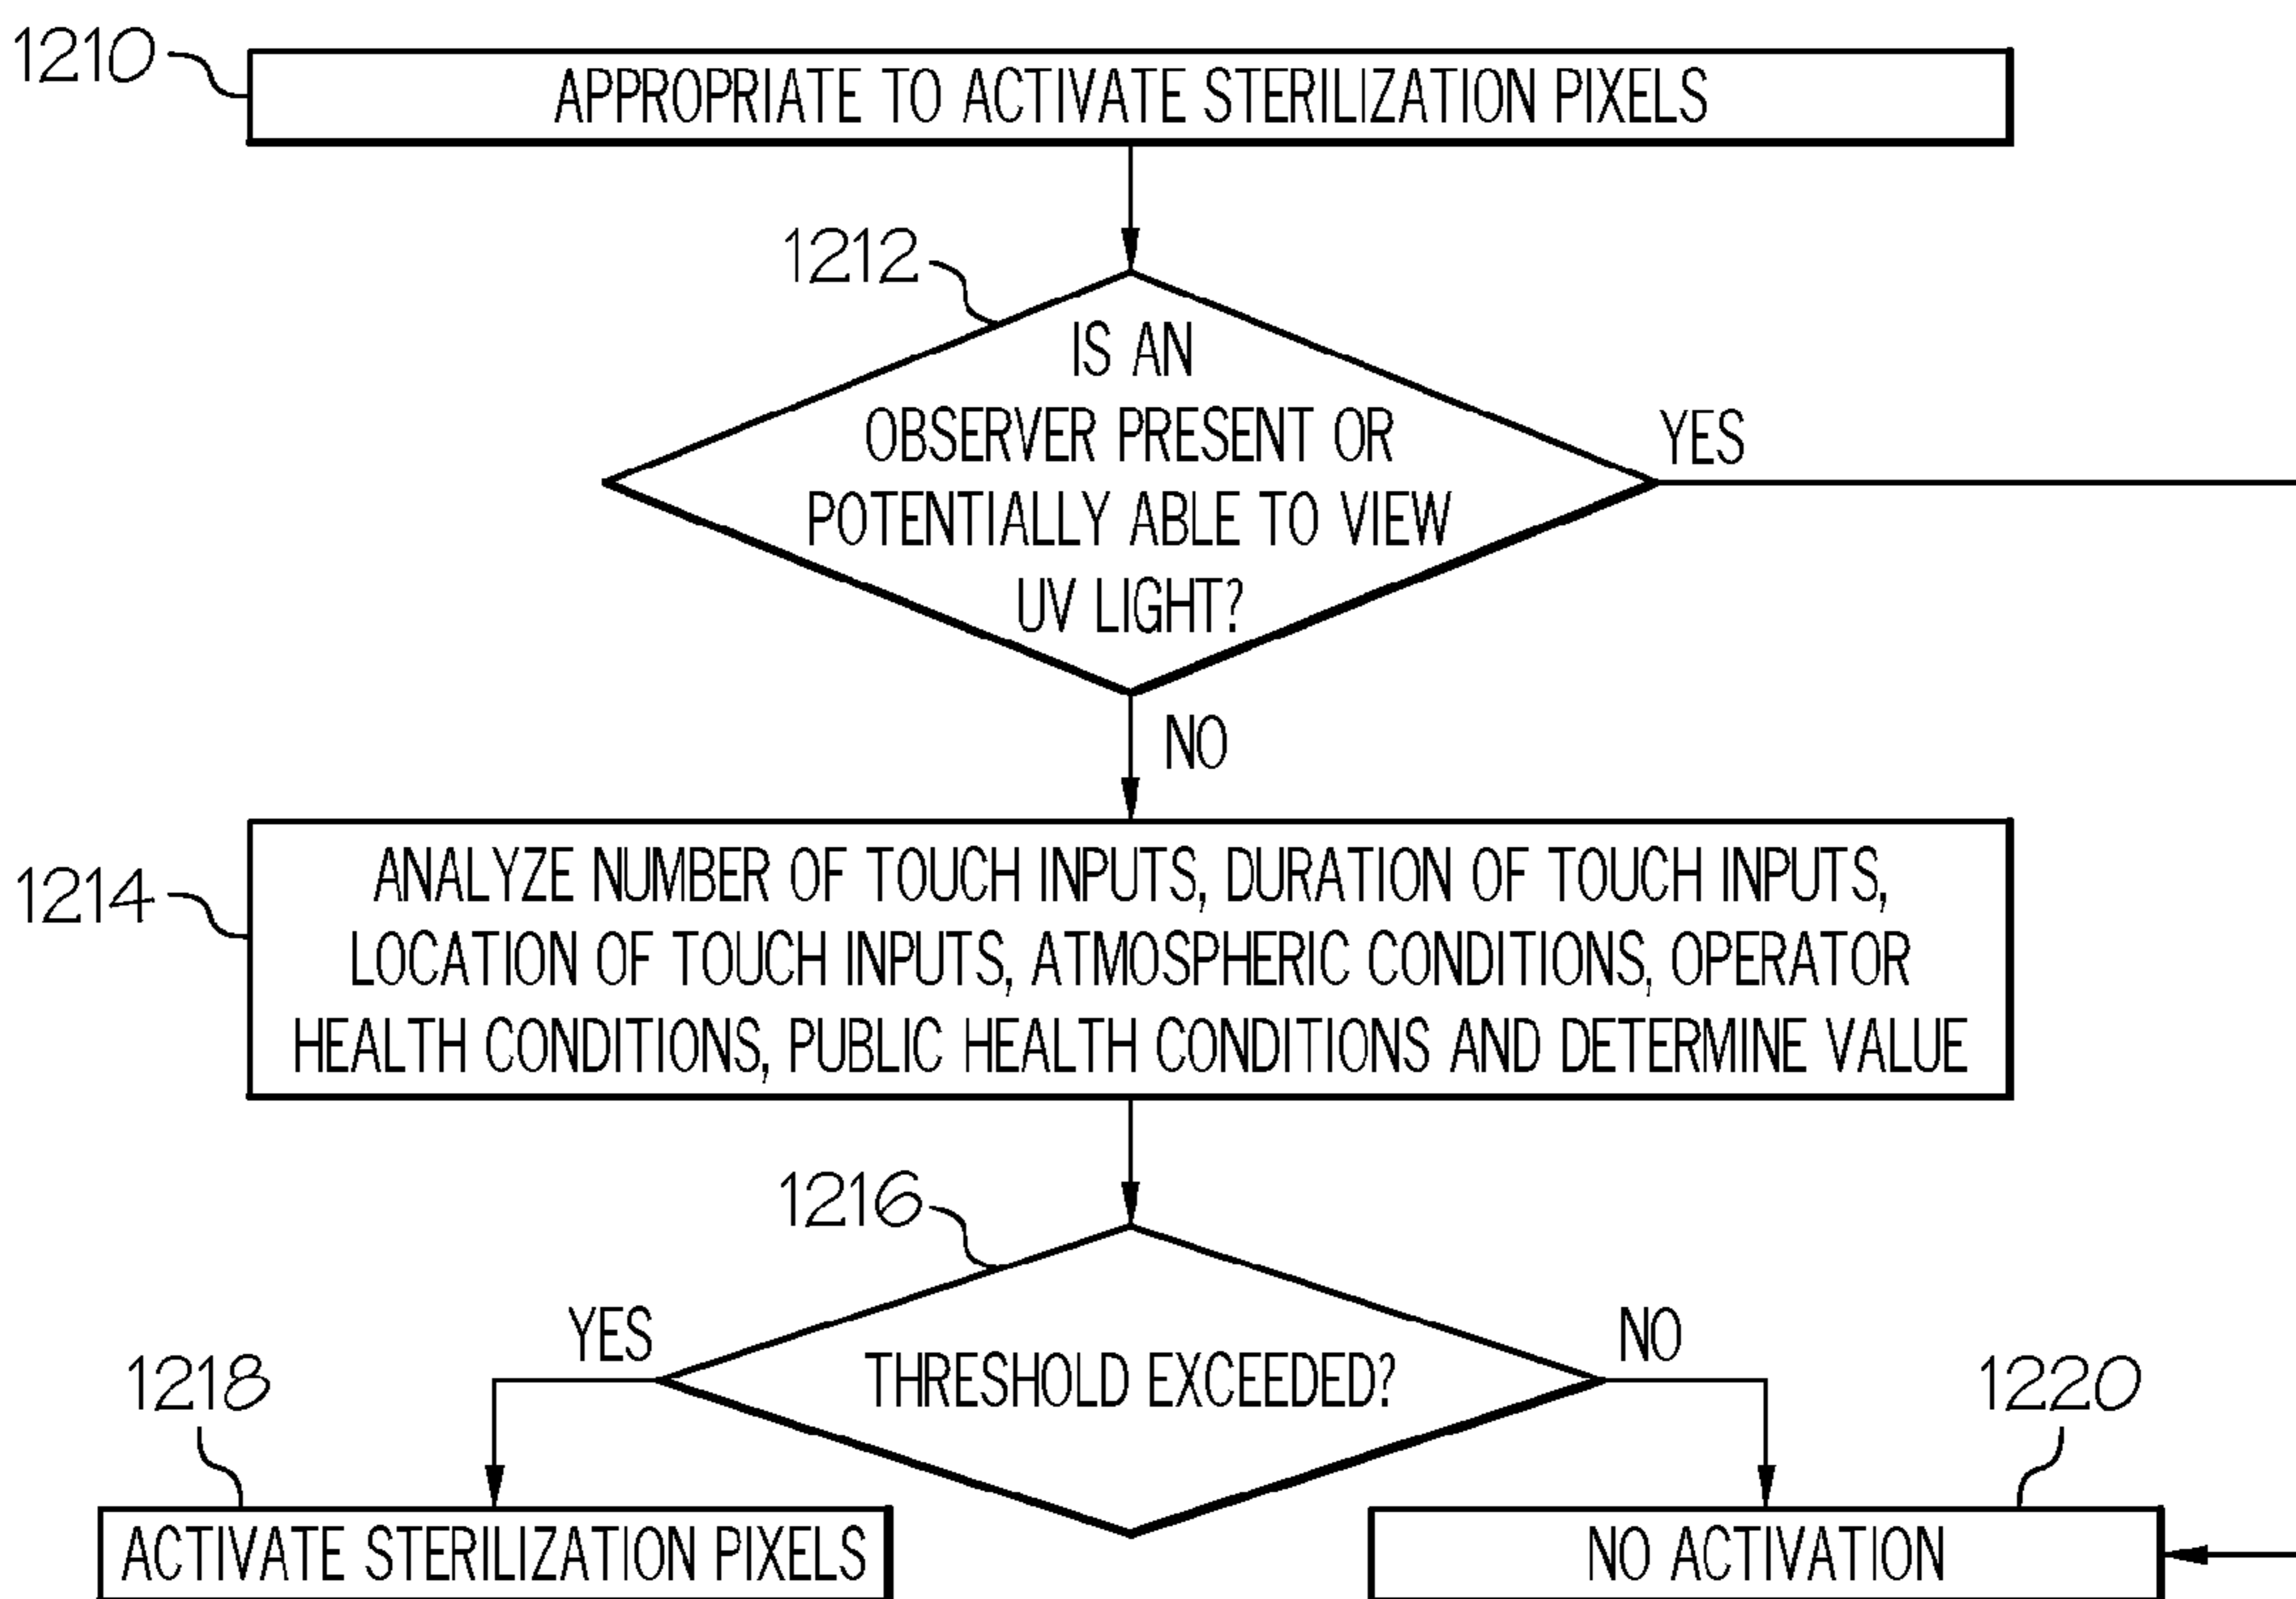 1210
APPROPRIATE TO ACTIVATE STERILIZATION PIXELS
1212
IS AN
OBSERVER PRESENT OR
POTENTIALLY ABLE TO VIEW
UV LIGHT?
YES
NO
1214
ANALYZE NUMBER OF TOUCH INPUTS, DURATION OF TOUCH INPUTS,
LOCATION OF TOUCH INPUTS, ATMOSPHERIC CONDITIONS, OPERATOR
HEALTH CONDITIONS, PUBLIC HEALTH CONDITIONS AND DETERMINE VALUE
1216
YES
THRESHOLD EXCEEDED?
NO
1218
ACTIVATE STERILIZATION PIXELS
1220
NO ACTIVATION